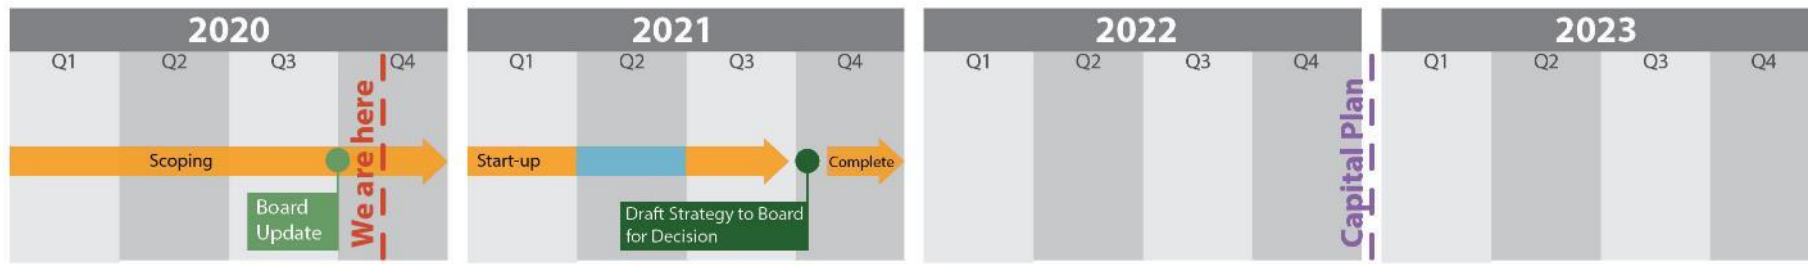 2020
2021
2022
2023
Q1
Q2
Q3
Q4
Q1
Q2
Q3
Q4
Q1
Q2
Q3
Q4
Q1
Q2
Q3
Q4
We are here
Capital Plan
Scoping
Start-up
Complete
Board
Update
Draft Strategy to Board
for Decision